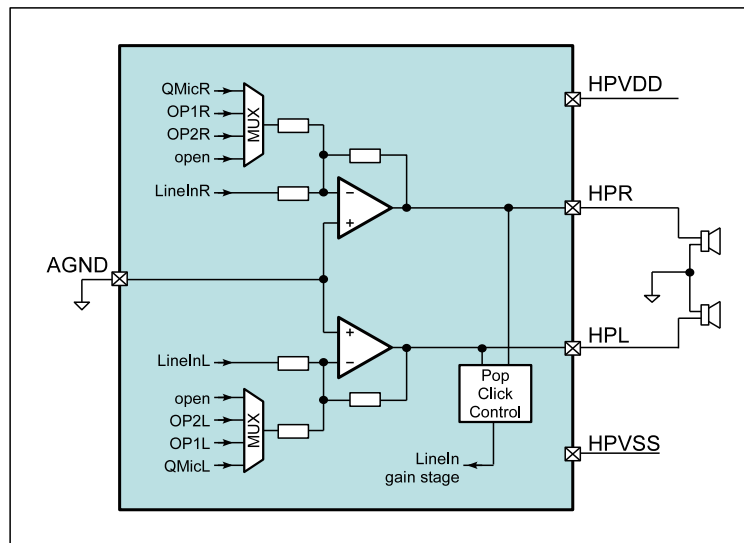 HPVDD
QMicR
OP1R
OP2R
open
MUX
LineInR
−
+
HPR
AGND
+
−
LineInL
HPL
open
OP2L
OP1L
QMicL
MUX
Pop
Click
Control
LineIn
gain stage
HPVSS